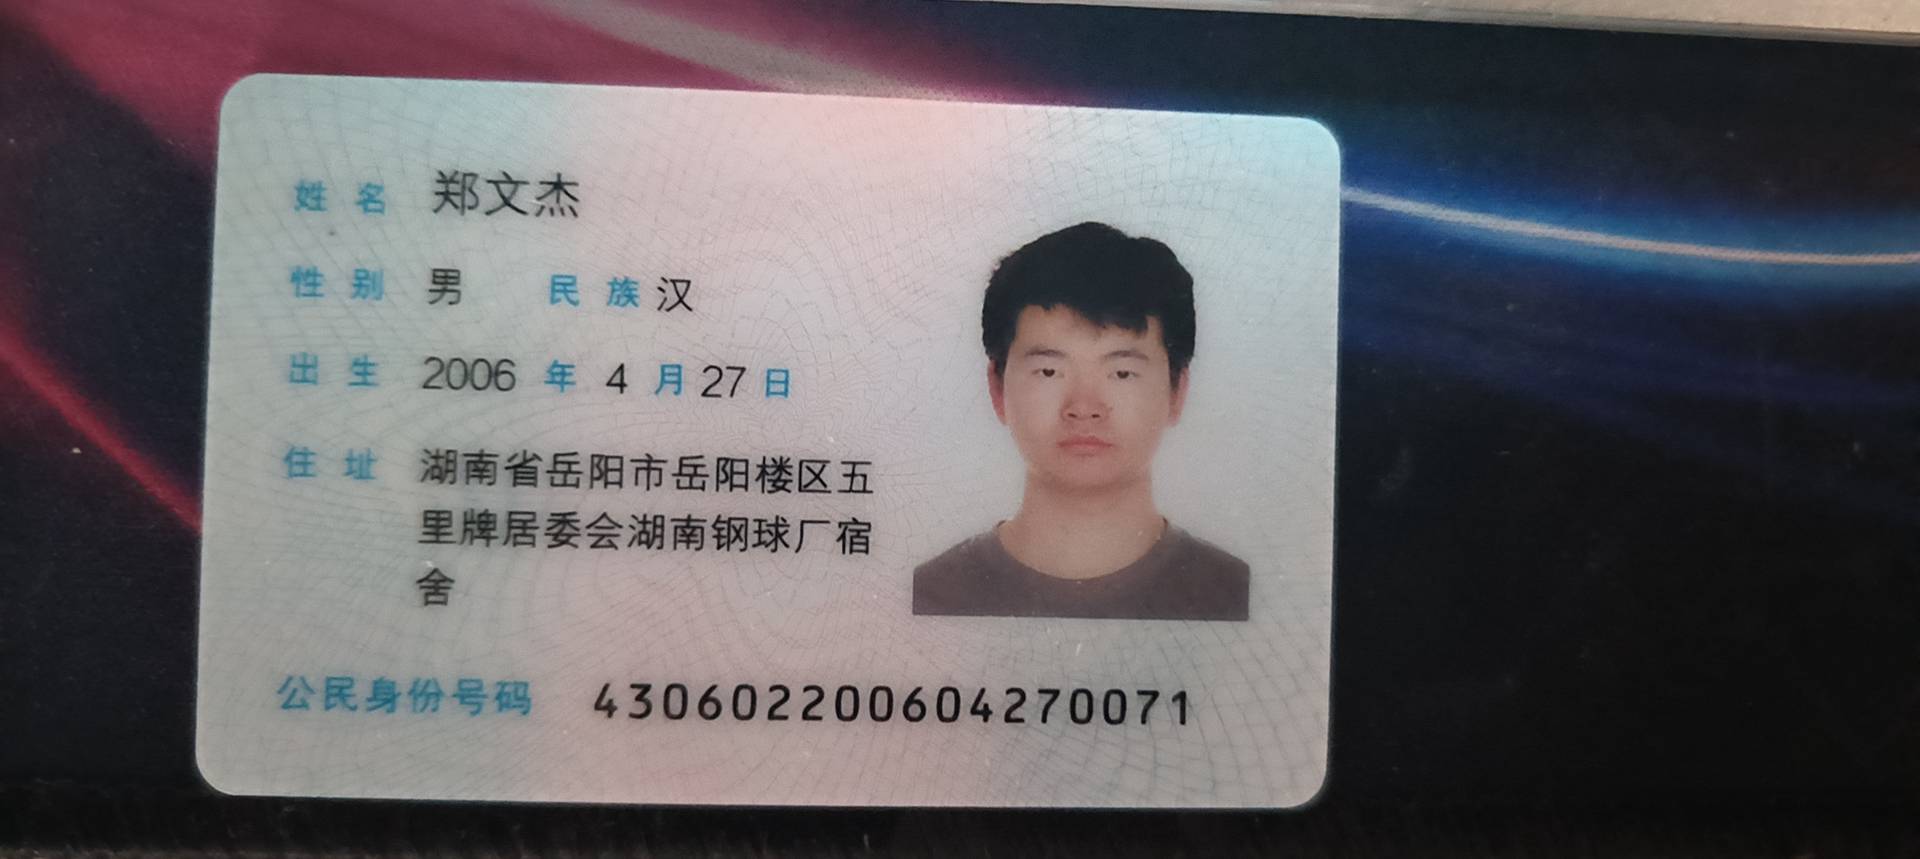 姓名 郑文杰
性别 男 民族 汉
出生 2006 年 4 月 27 日
住址 湖南省岳阳市岳阳楼区五
里牌居委会湖南钢球厂宿
舍
公民身份号码 430602200604270071